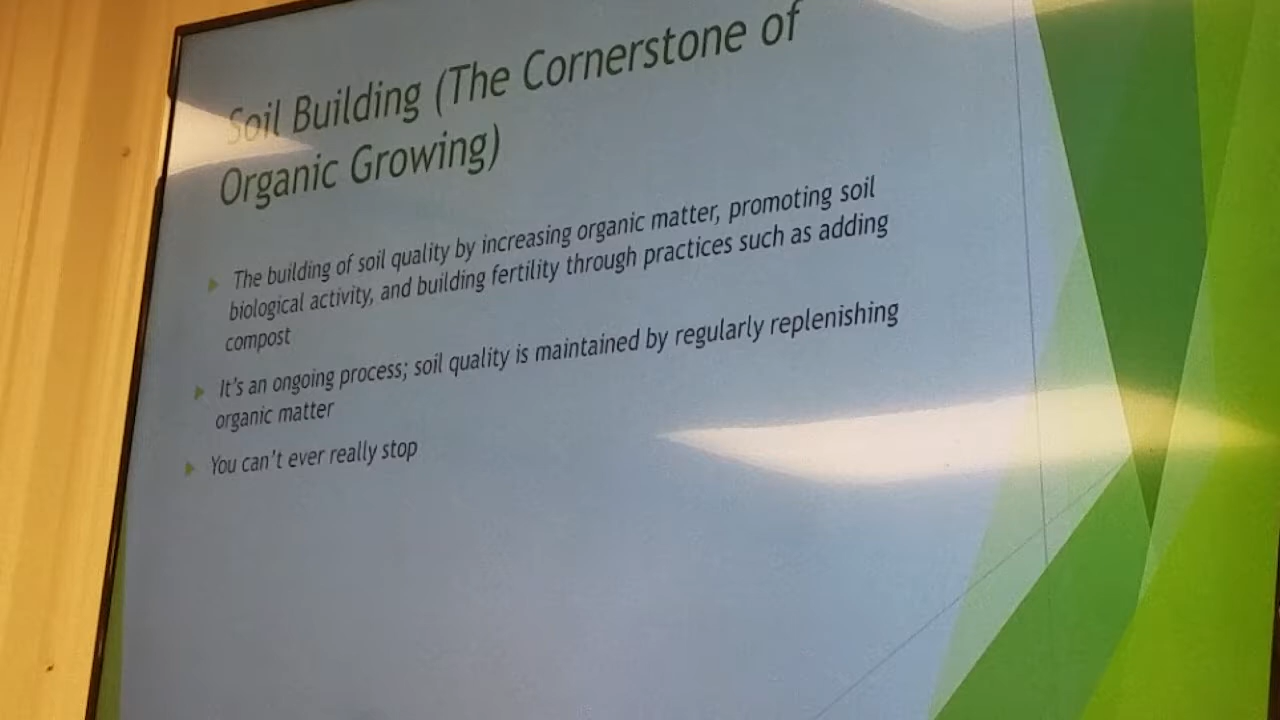 Soil Building (The Cornerstone of
Organic Growing)
The building of soil quality by increasing organic matter, promoting soil
biological activity, and building fertility through practices such as adding
compost
It's an ongoing process; soil quality is maintained by regularly replenishing
organic matter
You can't ever really stop